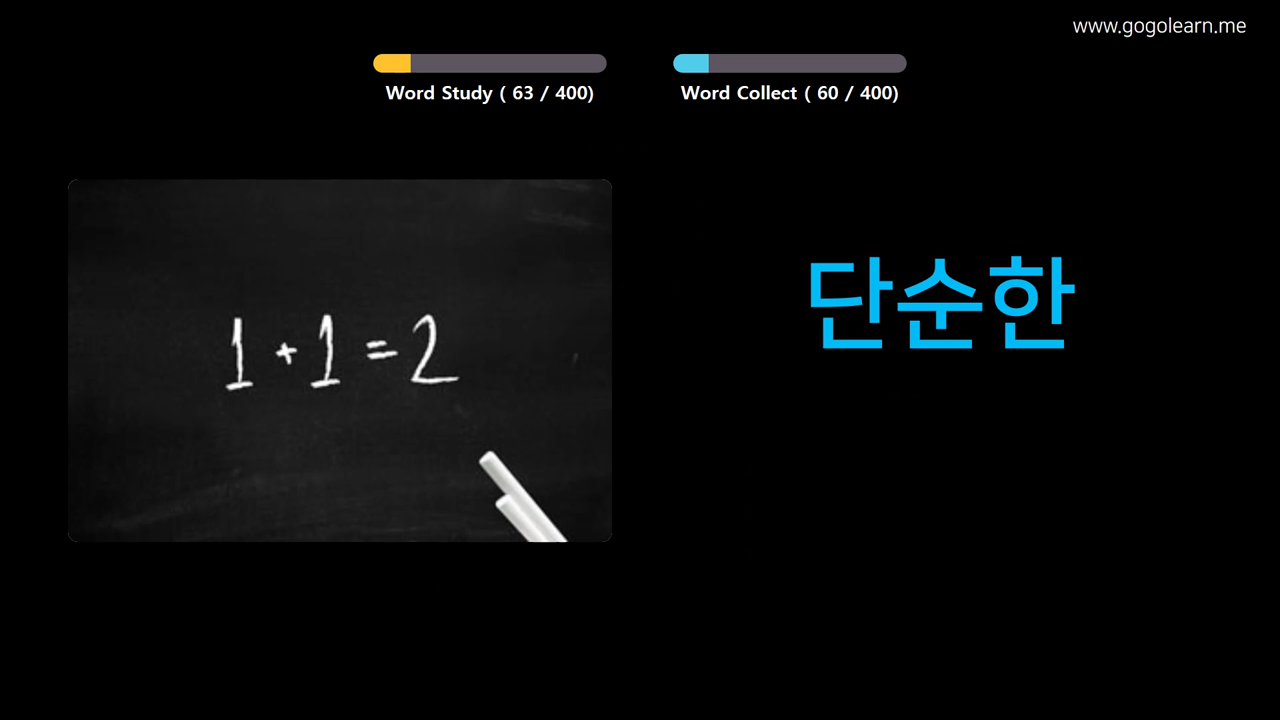 www.gogolearn.me
Word Study ( 63 / 400)
Word Collect ( 60 / 400)
1 + 1 = 2
단순한